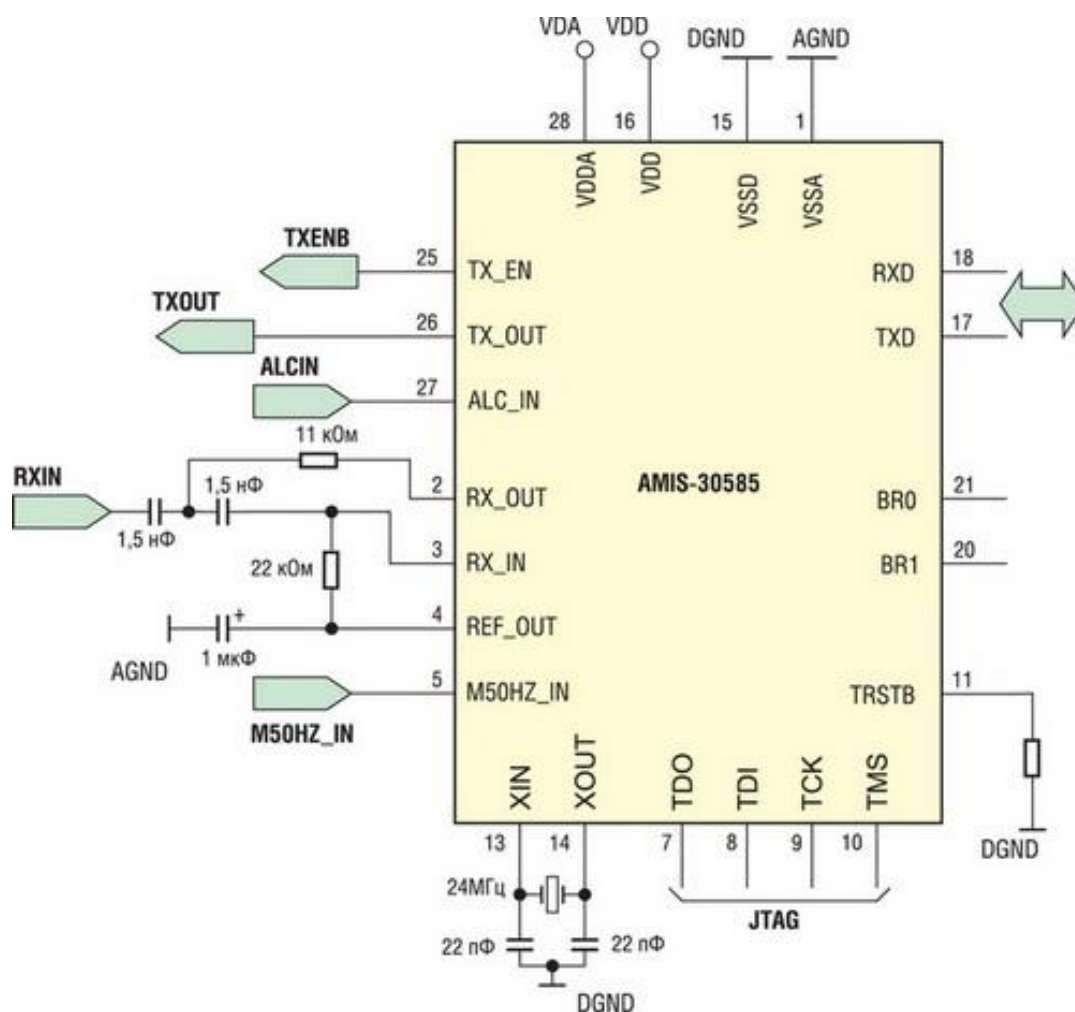 VDA VDD DGND AGND
28 16 15 1
VDDA VDD VSSD VSSA
TXENB
25 TX_EN RXD 18
TXOUT
26 TX_OUT TXD 17
ALCIN
27 ALC_IN
11 кОм
RXIN
1,5 нФ
2 RX_OUT AMIS-30585 BR0 21
1,5 нФ
3 RX_IN BR1 20
22 кОм
4 REF_OUT
+
AGND 1 мкФ
5 M50HZ_IN TRSTB 11
M50HZ_IN
XIN XOUT TDO TDI TCK TMS
13 14 7 8 9 10
DGND
24МГц
JTAG
22 пФ 22 пФ
DGND